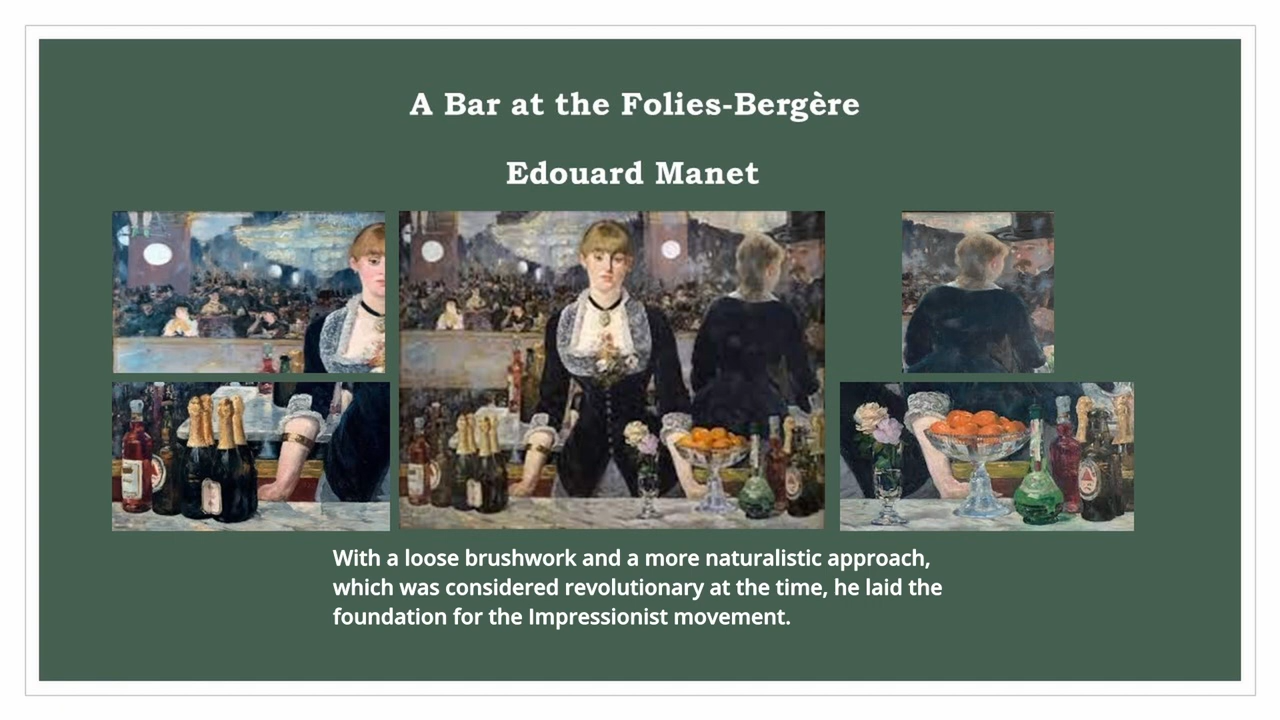 A Bar at the Folies-Bergère
Edouard Manet
With a loose brushwork and a more naturalistic approach,
which was considered revolutionary at the time, he laid the
foundation for the Impressionist movement.